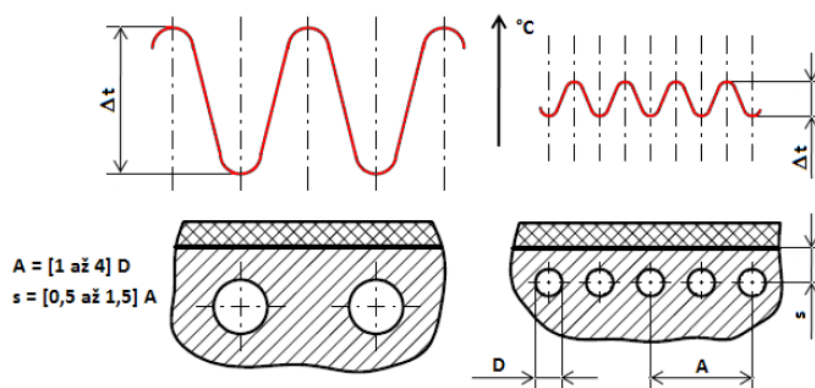 Δt
°C
Δt
A = [1 až 4] D
s = [0,5 až 1,5] A
s
D
A